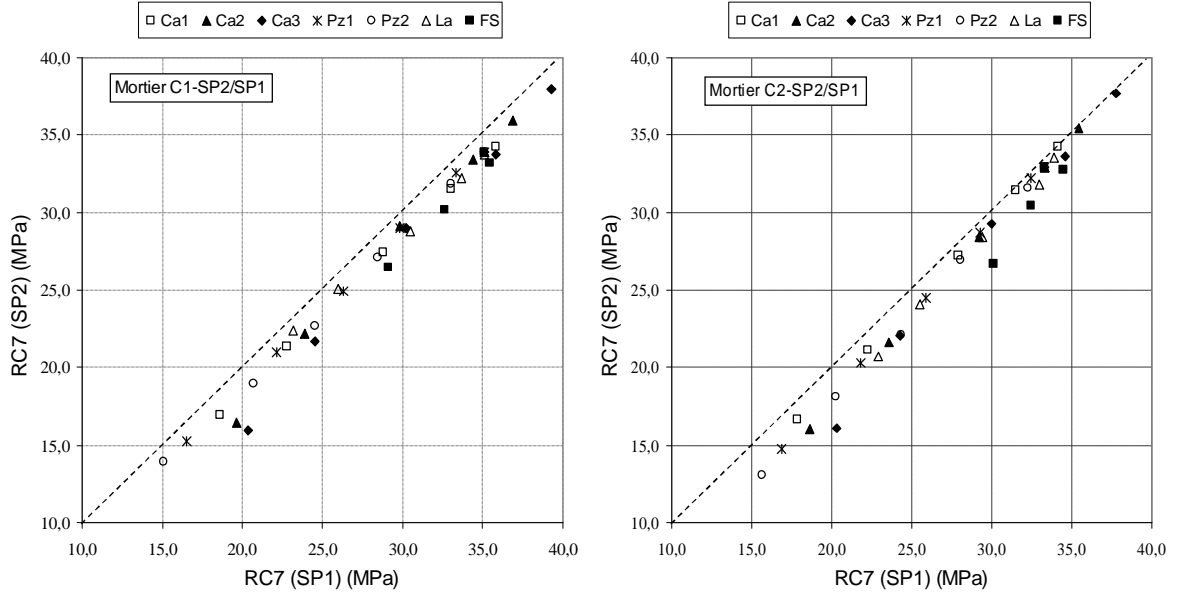 Ca1 Ca2 Ca3 Pz1 Pz2 La FS
Mortier C1-SP2/SP1
RC7 (SP2) (MPa)
40,0
35,0
30,0
25,0
20,0
15,0
10,0
10,0 15,0 20,0 25,0 30,0 35,0 40,0
RC7 (SP1) (MPa)
Ca1 Ca2 Ca3 Pz1 Pz2 La FS
Mortier C2-SP2/SP1
RC7 (SP2) (MPa)
40,0
35,0
30,0
25,0
20,0
15,0
10,0
10,0 15,0 20,0 25,0 30,0 35,0 40,0
RC7 (SP1) (MPa)